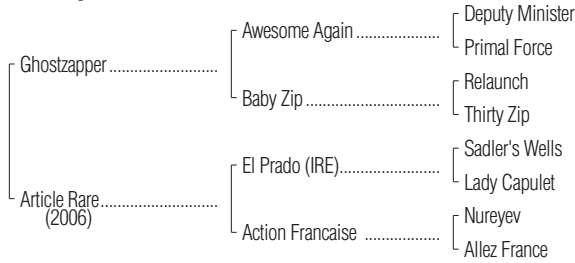 Deputy Minister
Awesome Again ....................
Primal Force
Ghostzapper ..........................
Relaunch
Baby Zip .................................
Thirty Zip
Sadler's Wells
El Prado (IRE)........................
Lady Capulet
Article Rare............................
(2006)
Nureyev
Action Francaise ..................
Allez France